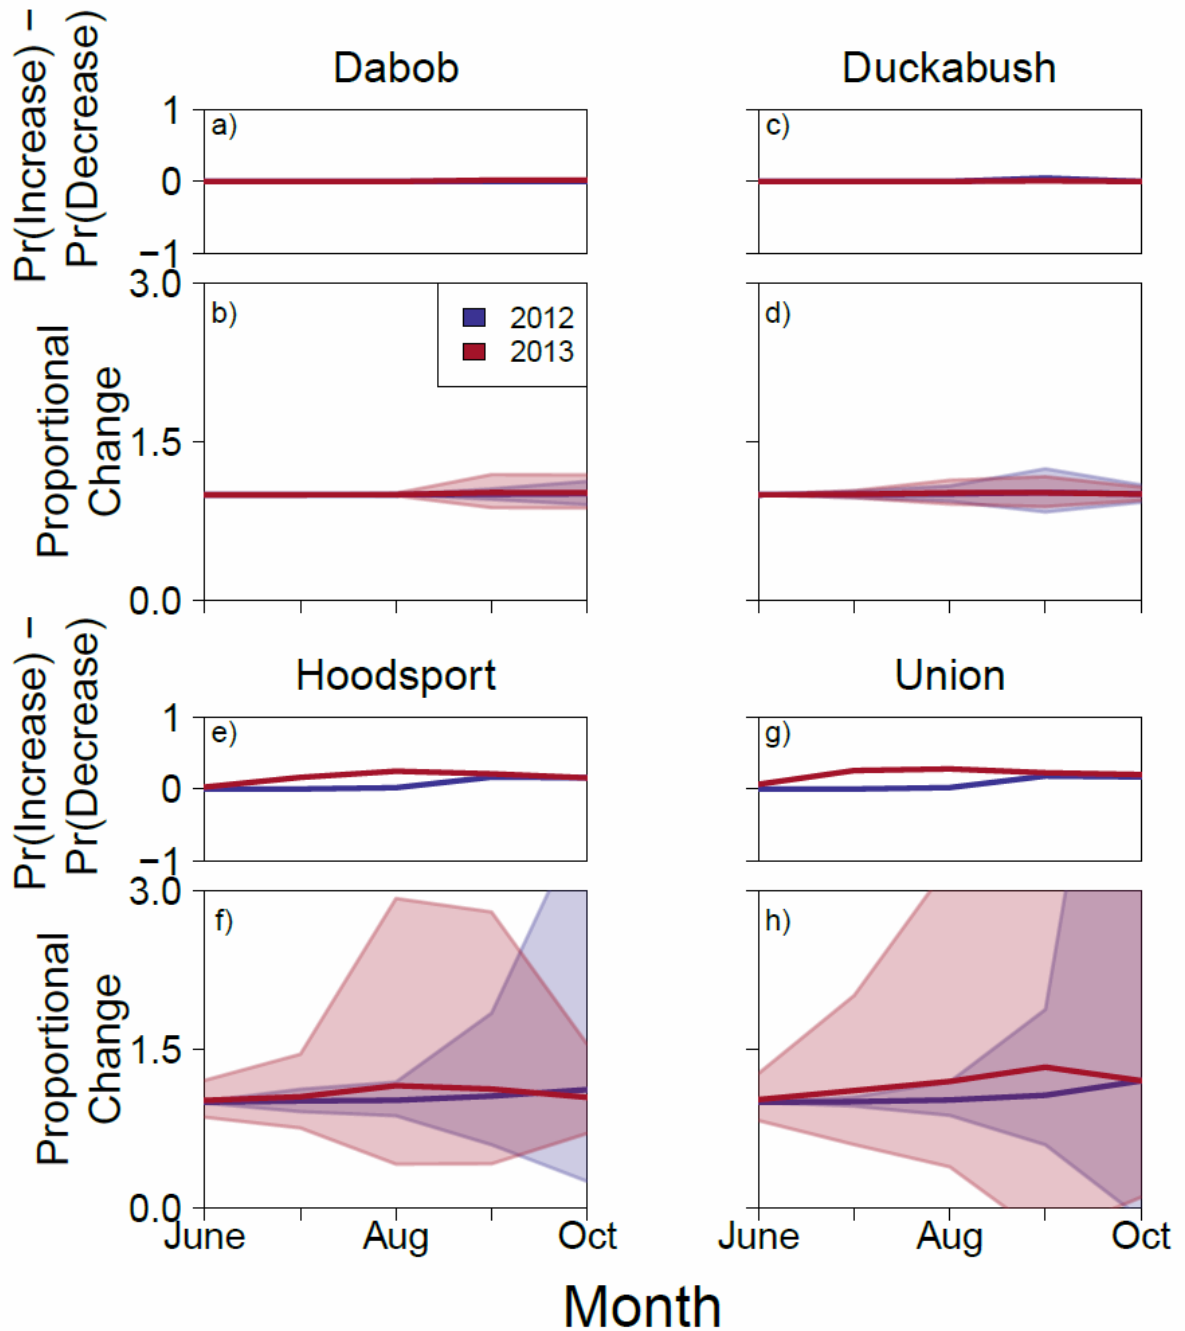 Dabob
Duckabush
Pr(Increase) −
Pr(Decrease)
1
0
−1
a)
c)
Proportional
Change
3.0
1.5
0.0
b)
2012
2013
d)
Hoodsport
Union
Pr(Increase) −
Pr(Decrease)
1
0
−1
e)
g)
Proportional
Change
3.0
1.5
0.0
f)
h)
June
Aug
Oct
June
Aug
Oct
Month